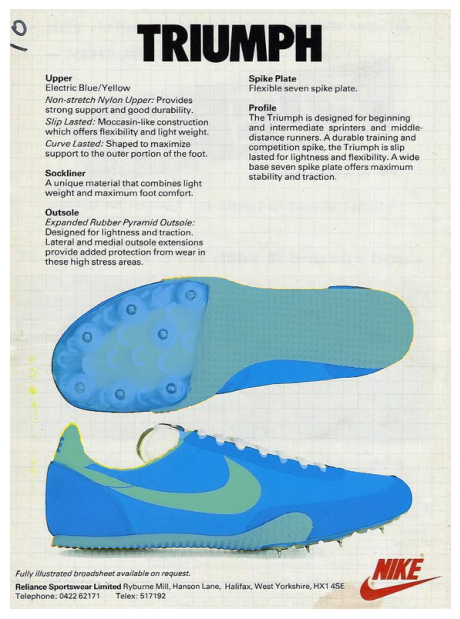 10
TRIUMPH
Upper
Electric Blue/Yellow
Non-stretch Nylon Upper: Provides
strong support and good durability.
Slip Lasted: Moccasin-like construction
which offers flexibility and light weight.
Curve Lasted: Shaped to maximize
support to the outer portion of the foot.
Sockliner
A unique material that combines light
weight and maximum foot comfort.
Outsole
Expanded Rubber Pyramid Outsole:
Designed for lightness and traction.
Lateral and medial outsole extensions
provide added protection from wear in
these high stress areas.
Spike Plate
Flexible seven spike plate.
Profile
The Triumph is designed for beginning
and intermediate sprinters and middle-
distance runners. A durable training and
competition spike, the Triumph is slip
lasted for lightness and flexibility. A wide
base seven spike plate offers maximum
stability and traction.
Fully illustrated broadsheet available on request.
Reliance Sportswear Limited Ryburne Mill, Hanson Lane, Halifax, West Yorkshire, HX1 4SE
Telephone: 0422 62171 Telex: 517192
NIKE